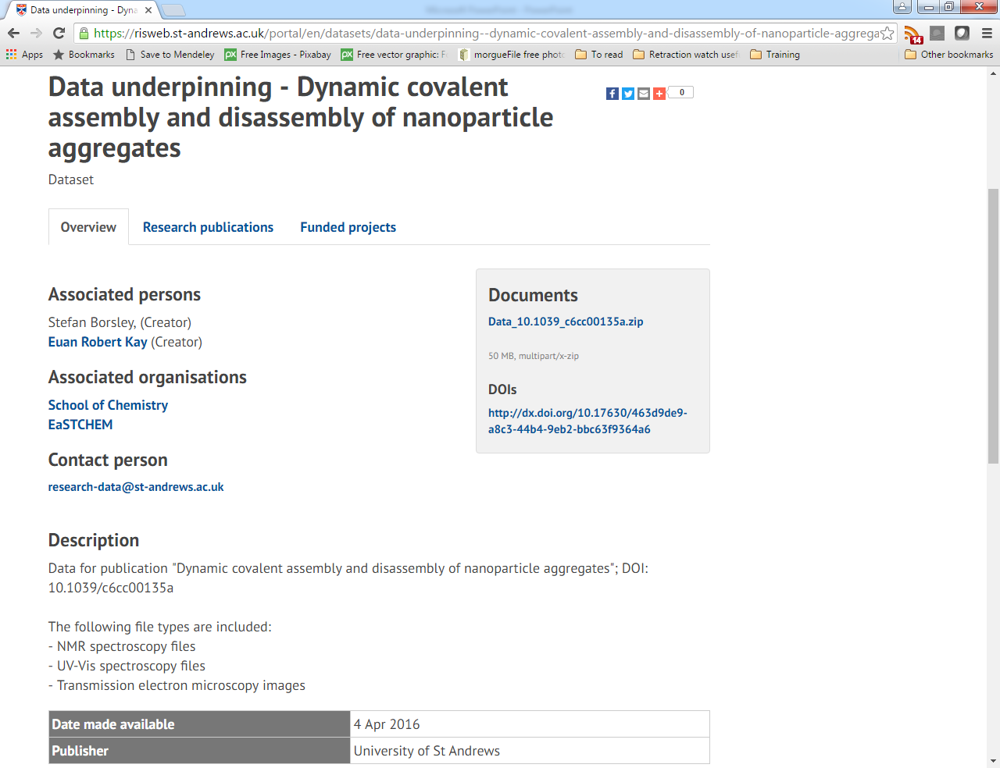 Data underpinning - Dyna
https://risweb.st-andrews.ac.uk/portal/en/datasets/data-underpinning--dynamic-covalent-assembly-and-disassembly-of-nanoparticle-aggrega
14
Apps Bookmarks Save to Mendeley Free Images - Pixabay Free vector graphic: F morgueFile free phot To read Retraction watch usef Training Other bookmarks
Data underpinning - Dynamic covalent
assembly and disassembly of nanoparticle
aggregates
0
Dataset
Overview Research publications Funded projects
Associated persons
Stefan Borsley, (Creator)
Euan Robert Kay (Creator)
Associated organisations
School of Chemistry
EaSTCHEM
Contact person
research-data@st-andrews.ac.uk
Documents
Data_10.1039_c6cc00135a.zip
50 MB, multipart/x-zip
DOIs
http://dx.doi.org/10.17630/463d9de9-
a8c3-44b4-9eb2-bbc63f9364a6
Description
Data for publication "Dynamic covalent assembly and disassembly of nanoparticle aggregates"; DOI:
10.1039/c6cc00135a
The following file types are included:
- NMR spectroscopy files
- UV-Vis spectroscopy files
- Transmission electron microscopy images
Date made available 4 Apr 2016
Publisher University of St Andrews